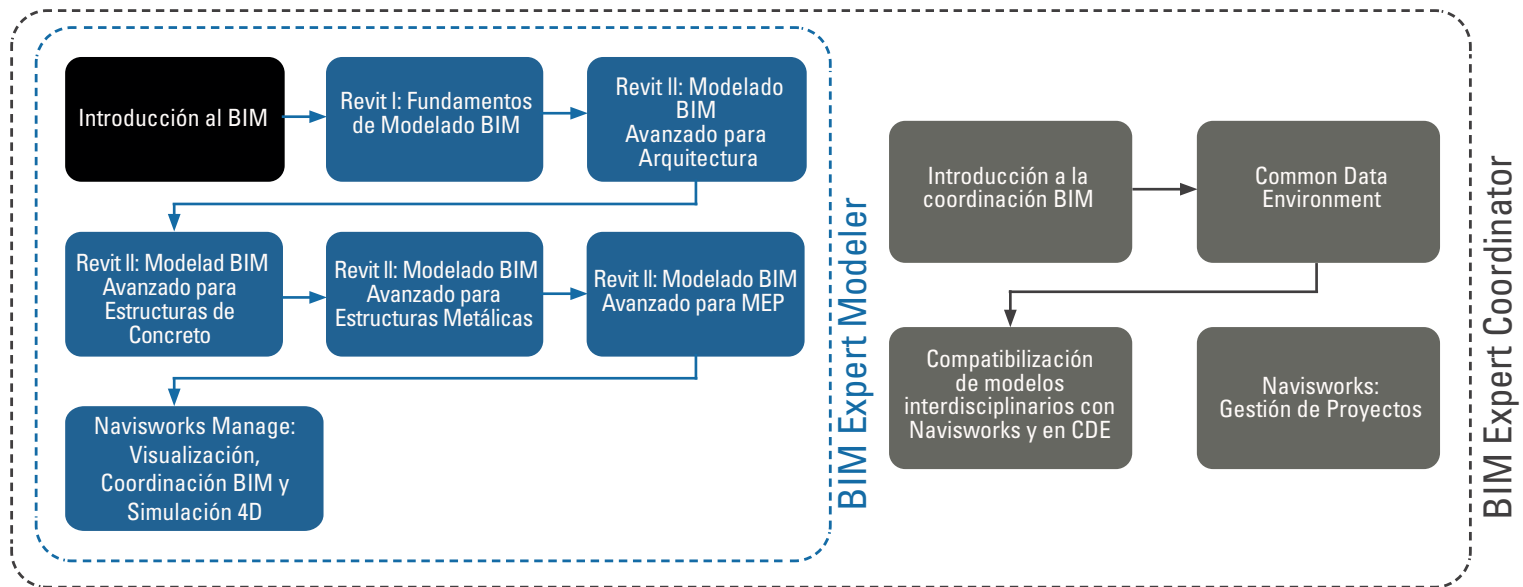 Introducción al BIM
Revit I: Fundamentos
de Modelado BIM
Revit II: Modelado
BIM
Avanzado para
Arquitectura
Revit II: Modelad BIM
Avanzado para
Estructuras de
Concreto
Revit II: Modelado BIM
Avanzado para
Estructuras Metálicas
Revit II: Modelado BIM
Avanzado para MEP
Navisworks Manage:
Visualización,
Coordinación BIM y
Simulación 4D
BIM Expert Modeler
Introducción a la
coordinación BIM
Common Data
Environment
Compatibilización
de modelos
interdisciplinarios con
Navisworks y en CDE
Navisworks:
Gestión de Proyectos
BIM Expert Coordinator